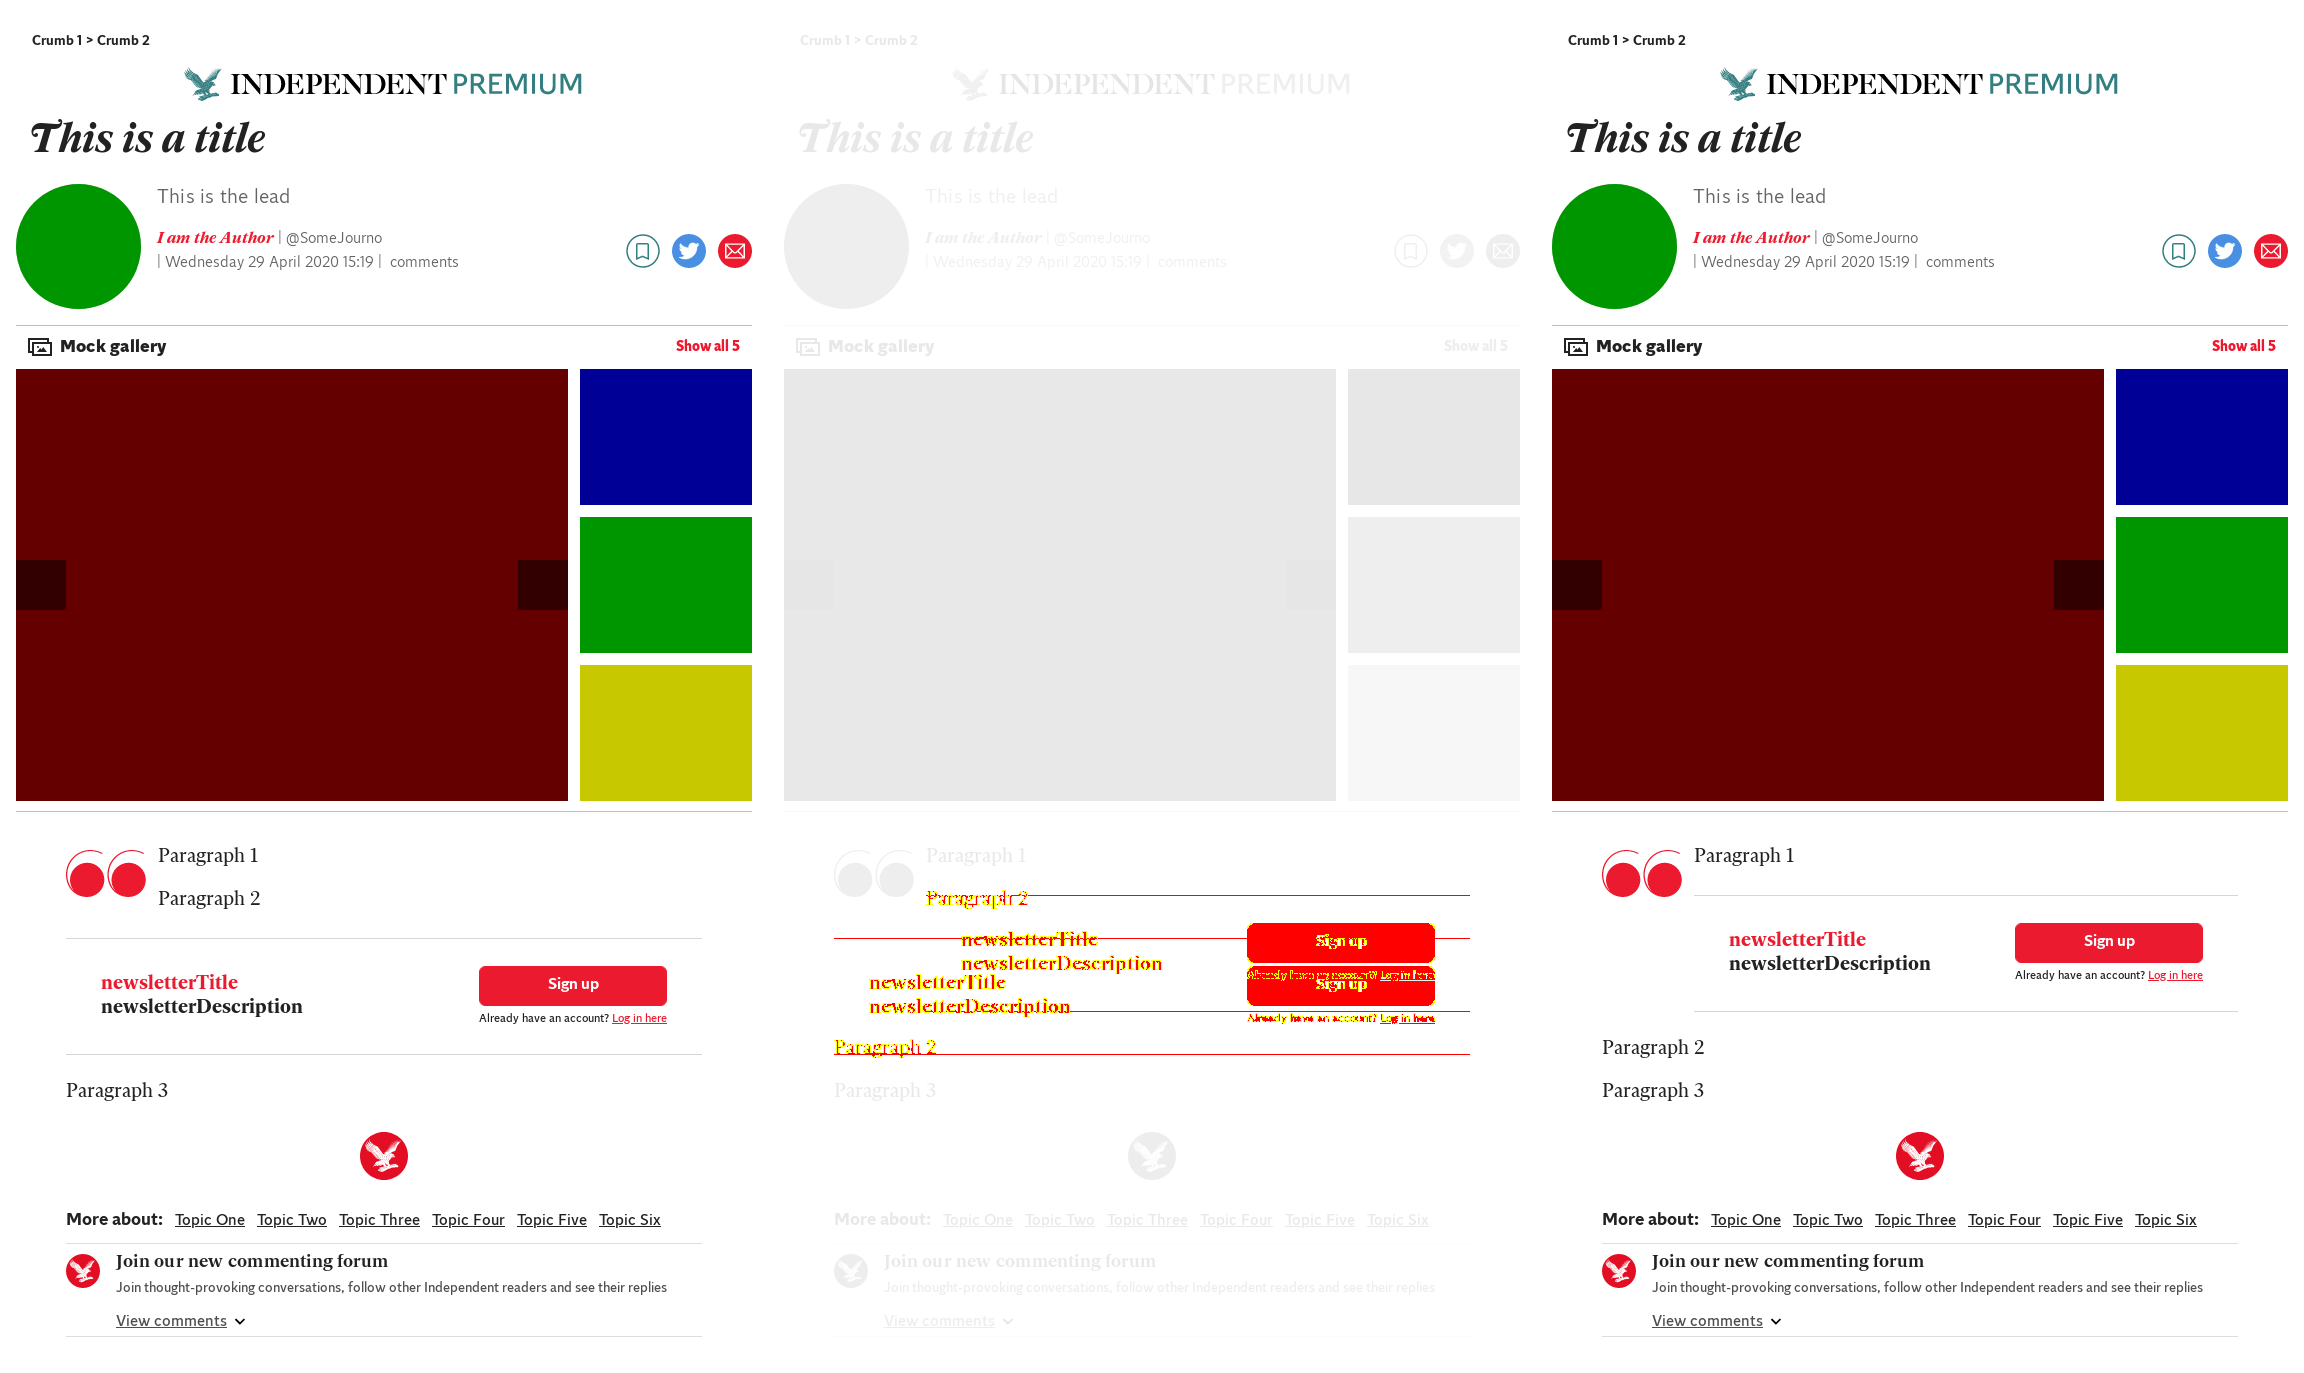 Crumb 1 > Crumb 2
INDEPENDENT PREMIUM
This is a title
This is the lead
I am the Author | @SomeJourno
| Wednesday 29 April 2020 15:19 | comments
Mock gallery Show all 5
Paragraph 1
Paragraph 2
newsletterTitle
newsletterDescription
Sign up
Already have an account? Log in here
Paragraph 3
More about: Topic One Topic Two Topic Three Topic Four Topic Five Topic Six
Join our new commenting forum
Join thought-provoking conversations, follow other Independent readers and see their replies
View comments
Crumb 1 > Crumb 2
INDEPENDENT PREMIUM
This is a title
This is the lead
I am the Author | @SomeJourno
| Wednesday 29 April 2020 15:19 | comments
Mock gallery Show all 5
Paragraph 1
Paragraph 2
newsletterTitle
newsletterDescription
Sign up
Already have an account? Log in here
newsletterTitle
newsletterDescription
Sign up
Already have an account? Log in here
Paragraph 2
Paragraph 3
More about: Topic One Topic Two Topic Three Topic Four Topic Five Topic Six
Join our new commenting forum
Join thought-provoking conversations, follow other Independent readers and see their replies
View comments
Crumb 1 > Crumb 2
INDEPENDENT PREMIUM
This is a title
This is the lead
I am the Author | @SomeJourno
| Wednesday 29 April 2020 15:19 | comments
Mock gallery Show all 5
Paragraph 1
newsletterTitle
newsletterDescription
Sign up
Already have an account? Log in here
Paragraph 2
Paragraph 3
More about: Topic One Topic Two Topic Three Topic Four Topic Five Topic Six
Join our new commenting forum
Join thought-provoking conversations, follow other Independent readers and see their replies
View comments